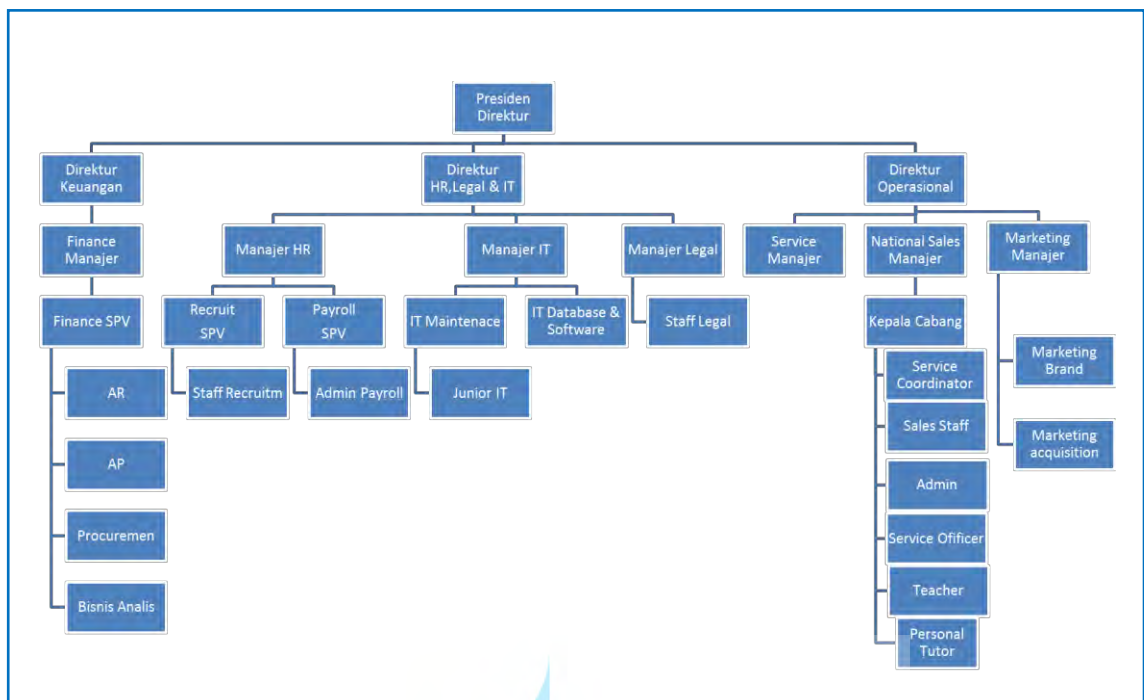 Presiden
Direktur
Direktur
Keuangan
Direktur
HR,Legal & IT
Direktur
Operasional
Finance
Manajer
Manajer HR
Manajer IT
Manajer Legal
Service
Manajer
National Sales
Manajer
Marketing
Manajer
Finance SPV
Recruit
SPV
Payroll
SPV
IT Maintenace
IT Database &
Software
Staff Legal
Kepala Cabang
AR
Staff Recruitm
Admin Payroll
Junior IT
Service
Coordinator
Marketing
Brand
Sales Staff
Marketing
acquisition
AP
Admin
Procuremen
Service Ofificer
Bisnis Analis
Teacher
Personal
Tutor